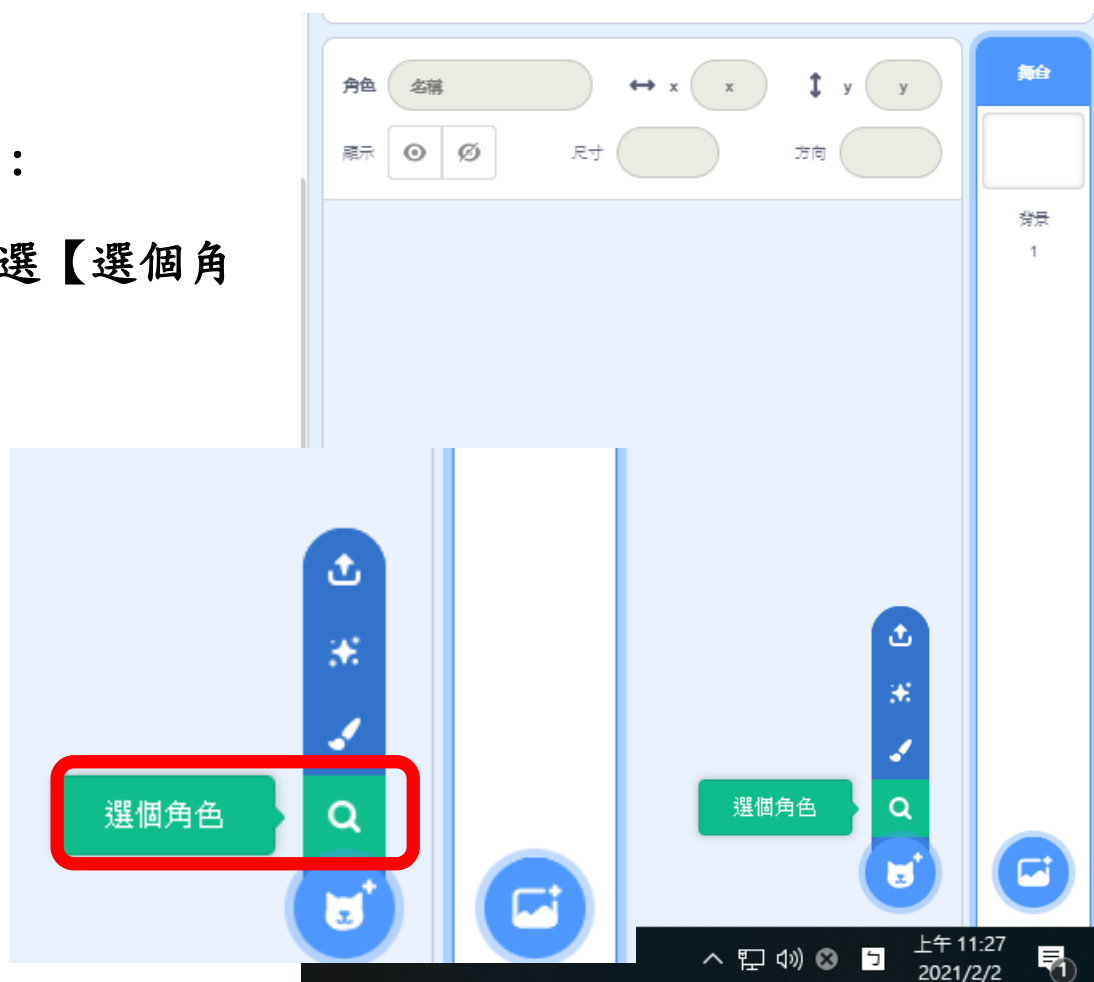 ：
選【選個角
角色 名稱 x x y y
顯示 尺寸 方向
舞台
背景
1
選個角色
選個角色
ㄅ
上午 11:27
2021/2/2
1